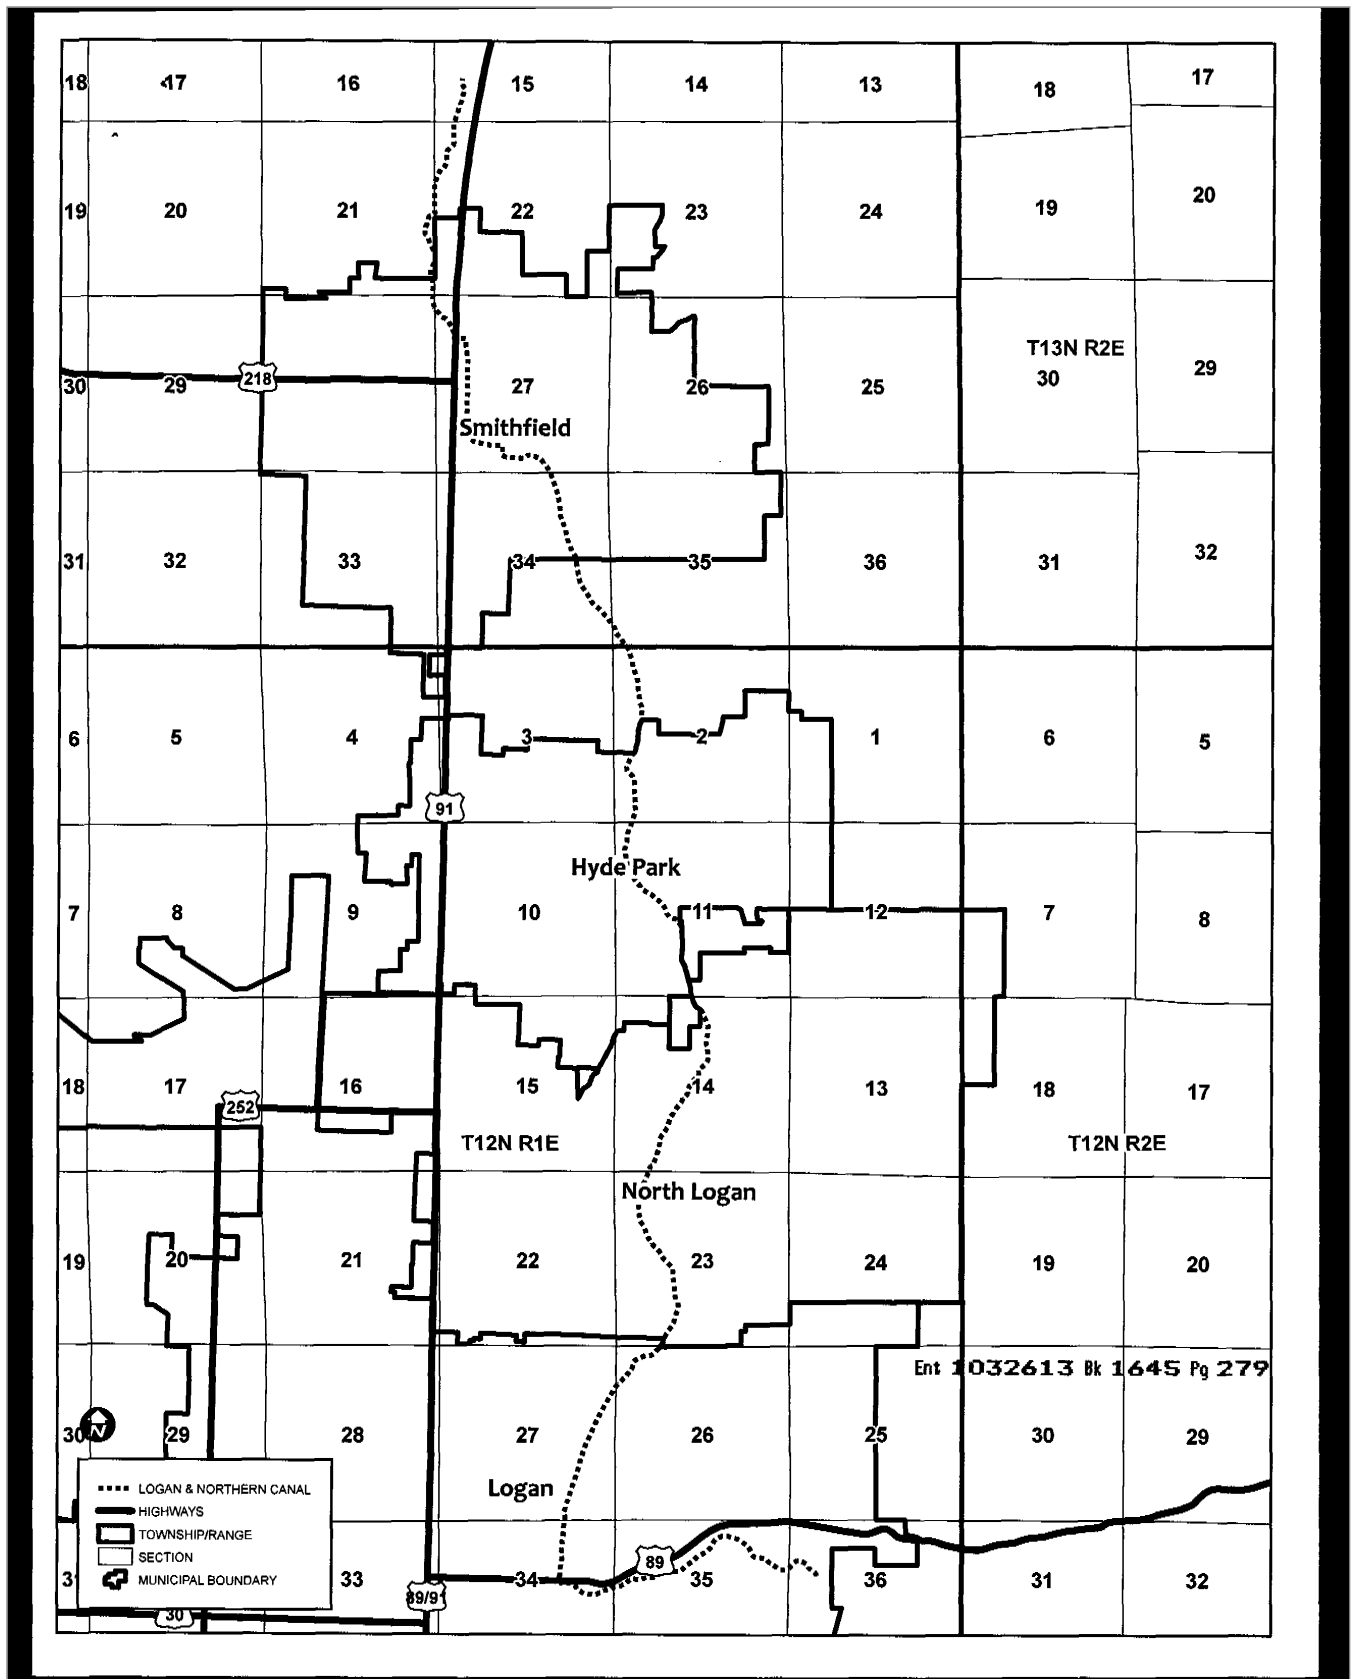 18 17 16 15 14 13 18 17
19 20 21 22 23 24 19 20
T13N R2E
30 29 218 27 26 25 30 29
Smithfield
31 32 33 34 35 36 31 32
6 5 4 3 2 1 6 5
91
Hyde Park
7 8 9 10 11 12 7 8
18 17 16 15 14 13 18 17
252
T12N R1E T12N R2E
North Logan
19 20 21 22 23 24 19 20
Ent 1032613 Bk 1645 Pg 279
30 N 29 28 27 26 25 30 29
Logan
LOGAN & NORTHERN CANAL
HIGHWAYS
TOWNSHIP/RANGE
SECTION
MUNICIPAL BOUNDARY
89
33 34 35 36 31 32
89/91
30